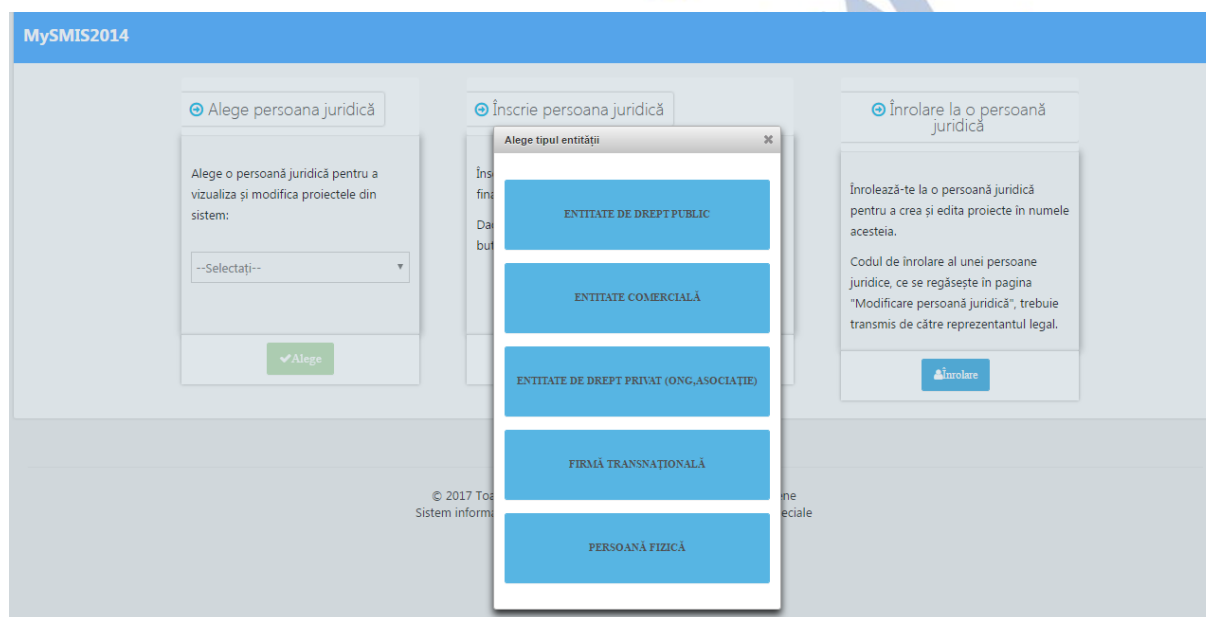 MySMIS2014
Alege persoana juridică
Alege o persoană juridică pentru a
vizualiza și modifica proiectele din
sistem:
--Selectați--
Alege
Înscrie persoana juridică
Alege tipul entității
ENTITATE DE DREPT PUBLIC
ENTITATE COMERCIALĂ
ENTITATE DE DREPT PRIVAT (ONG,ASOCIAȚIE)
FIRMĂ TRANSNAȚIONALĂ
PERSOANĂ FIZICĂ
Înrolare la o persoană
juridică
Înrolează-te la o persoană juridică
pentru a crea și edita proiecte în numele
acesteia.
Codul de înrolare al unei persoane
juridice, ce se regăsește în pagina
"Modificare persoană juridică", trebuie
transmis de către reprezentantul legal.
Înrolare
© 2017
Sistem